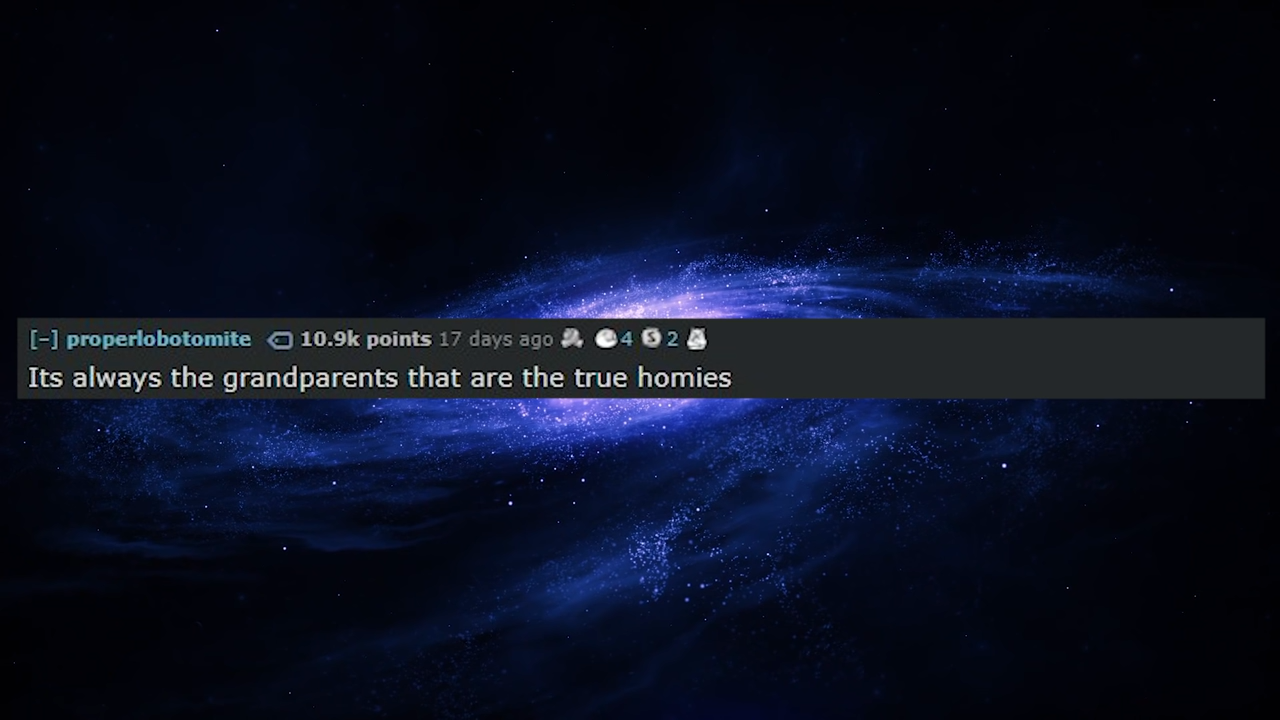 [-] properlobotomite 10.9k points 17 days ago 4 2
Its always the grandparents that are the true homies